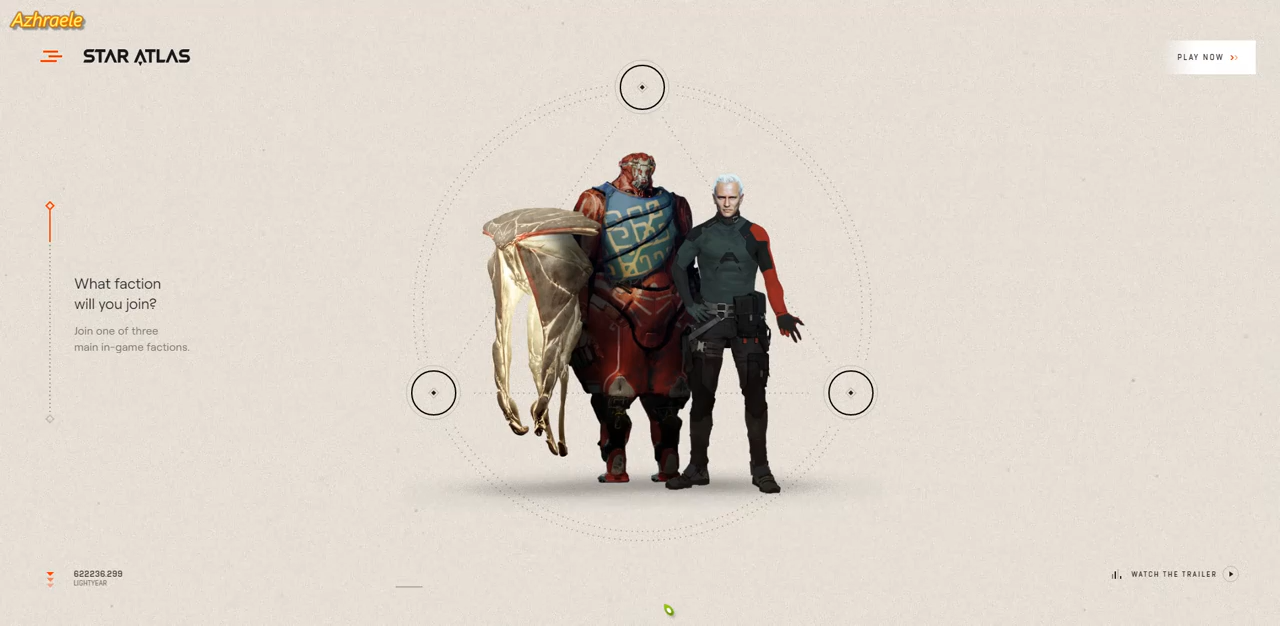 Azhraele
STAR ATLAS
PLAY NOW
What faction
will you join?
Join one of three
main in-game factions.
622236.299
LIGHTYEAR
WATCH THE TRAILER